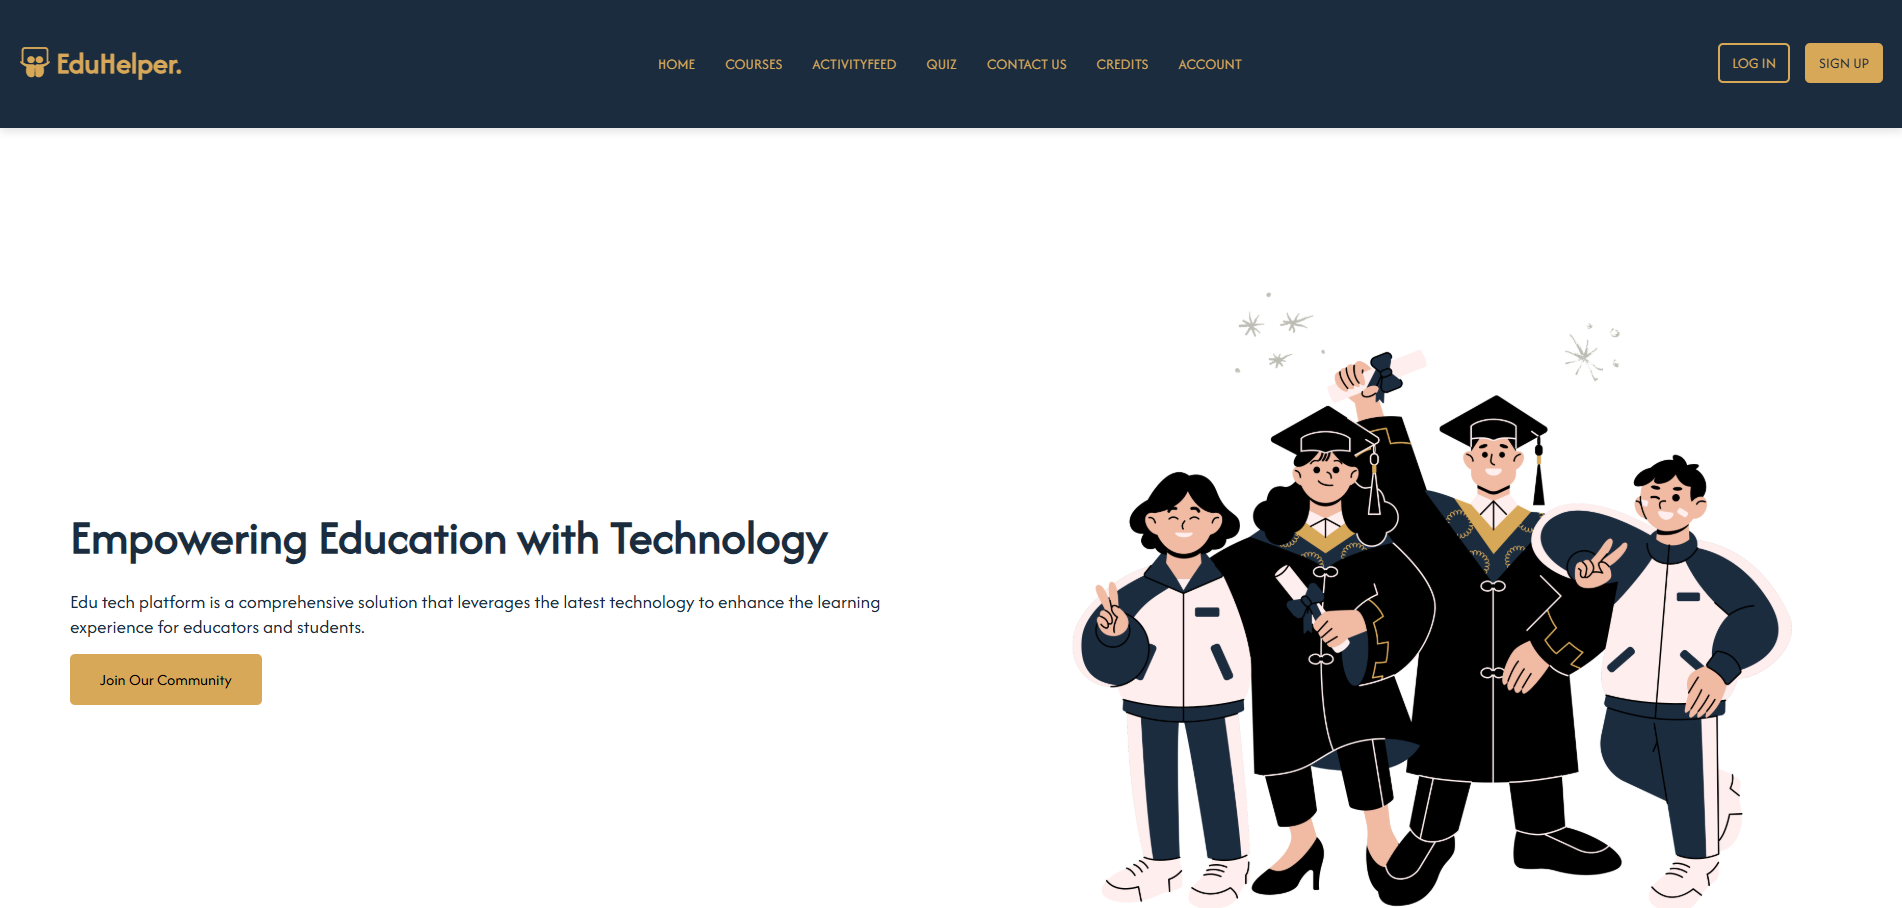 EduHelper.
HOME COURSES ACTIVITYFEED QUIZ CONTACT US CREDITS ACCOUNT
LOG IN SIGN UP
Empowering Education with Technology
Edu tech platform is a comprehensive solution that leverages the latest technology to enhance the learning
experience for educators and students.
Join Our Community